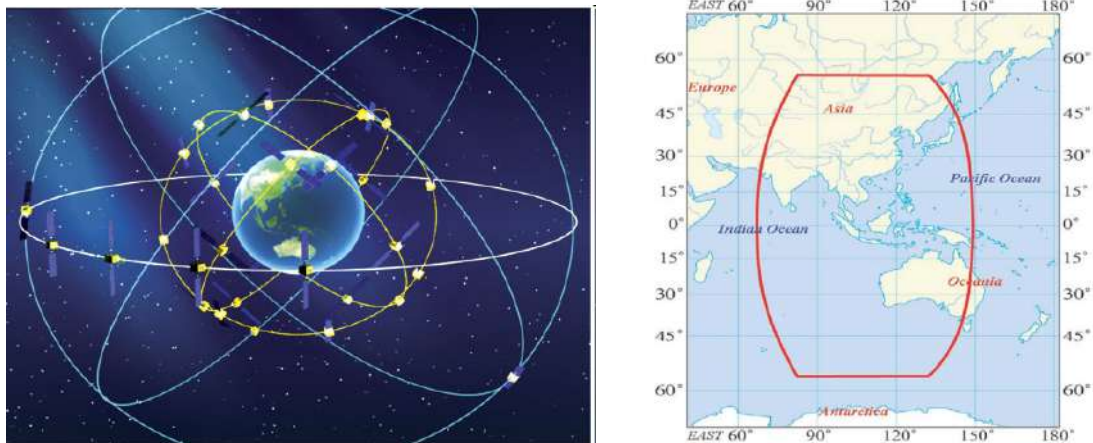 EAST 60° 90° 120° 150° 180°
60° 60°
Europe
Asia
45° 45°
30° 30°
Pacific Ocean
15° 15°
0° 0°
Indian Ocean
15° 15°
Oceania
30° 30°
45° 45°
60° 60°
Antarctica
EAST 60° 90° 120° 150° 180°